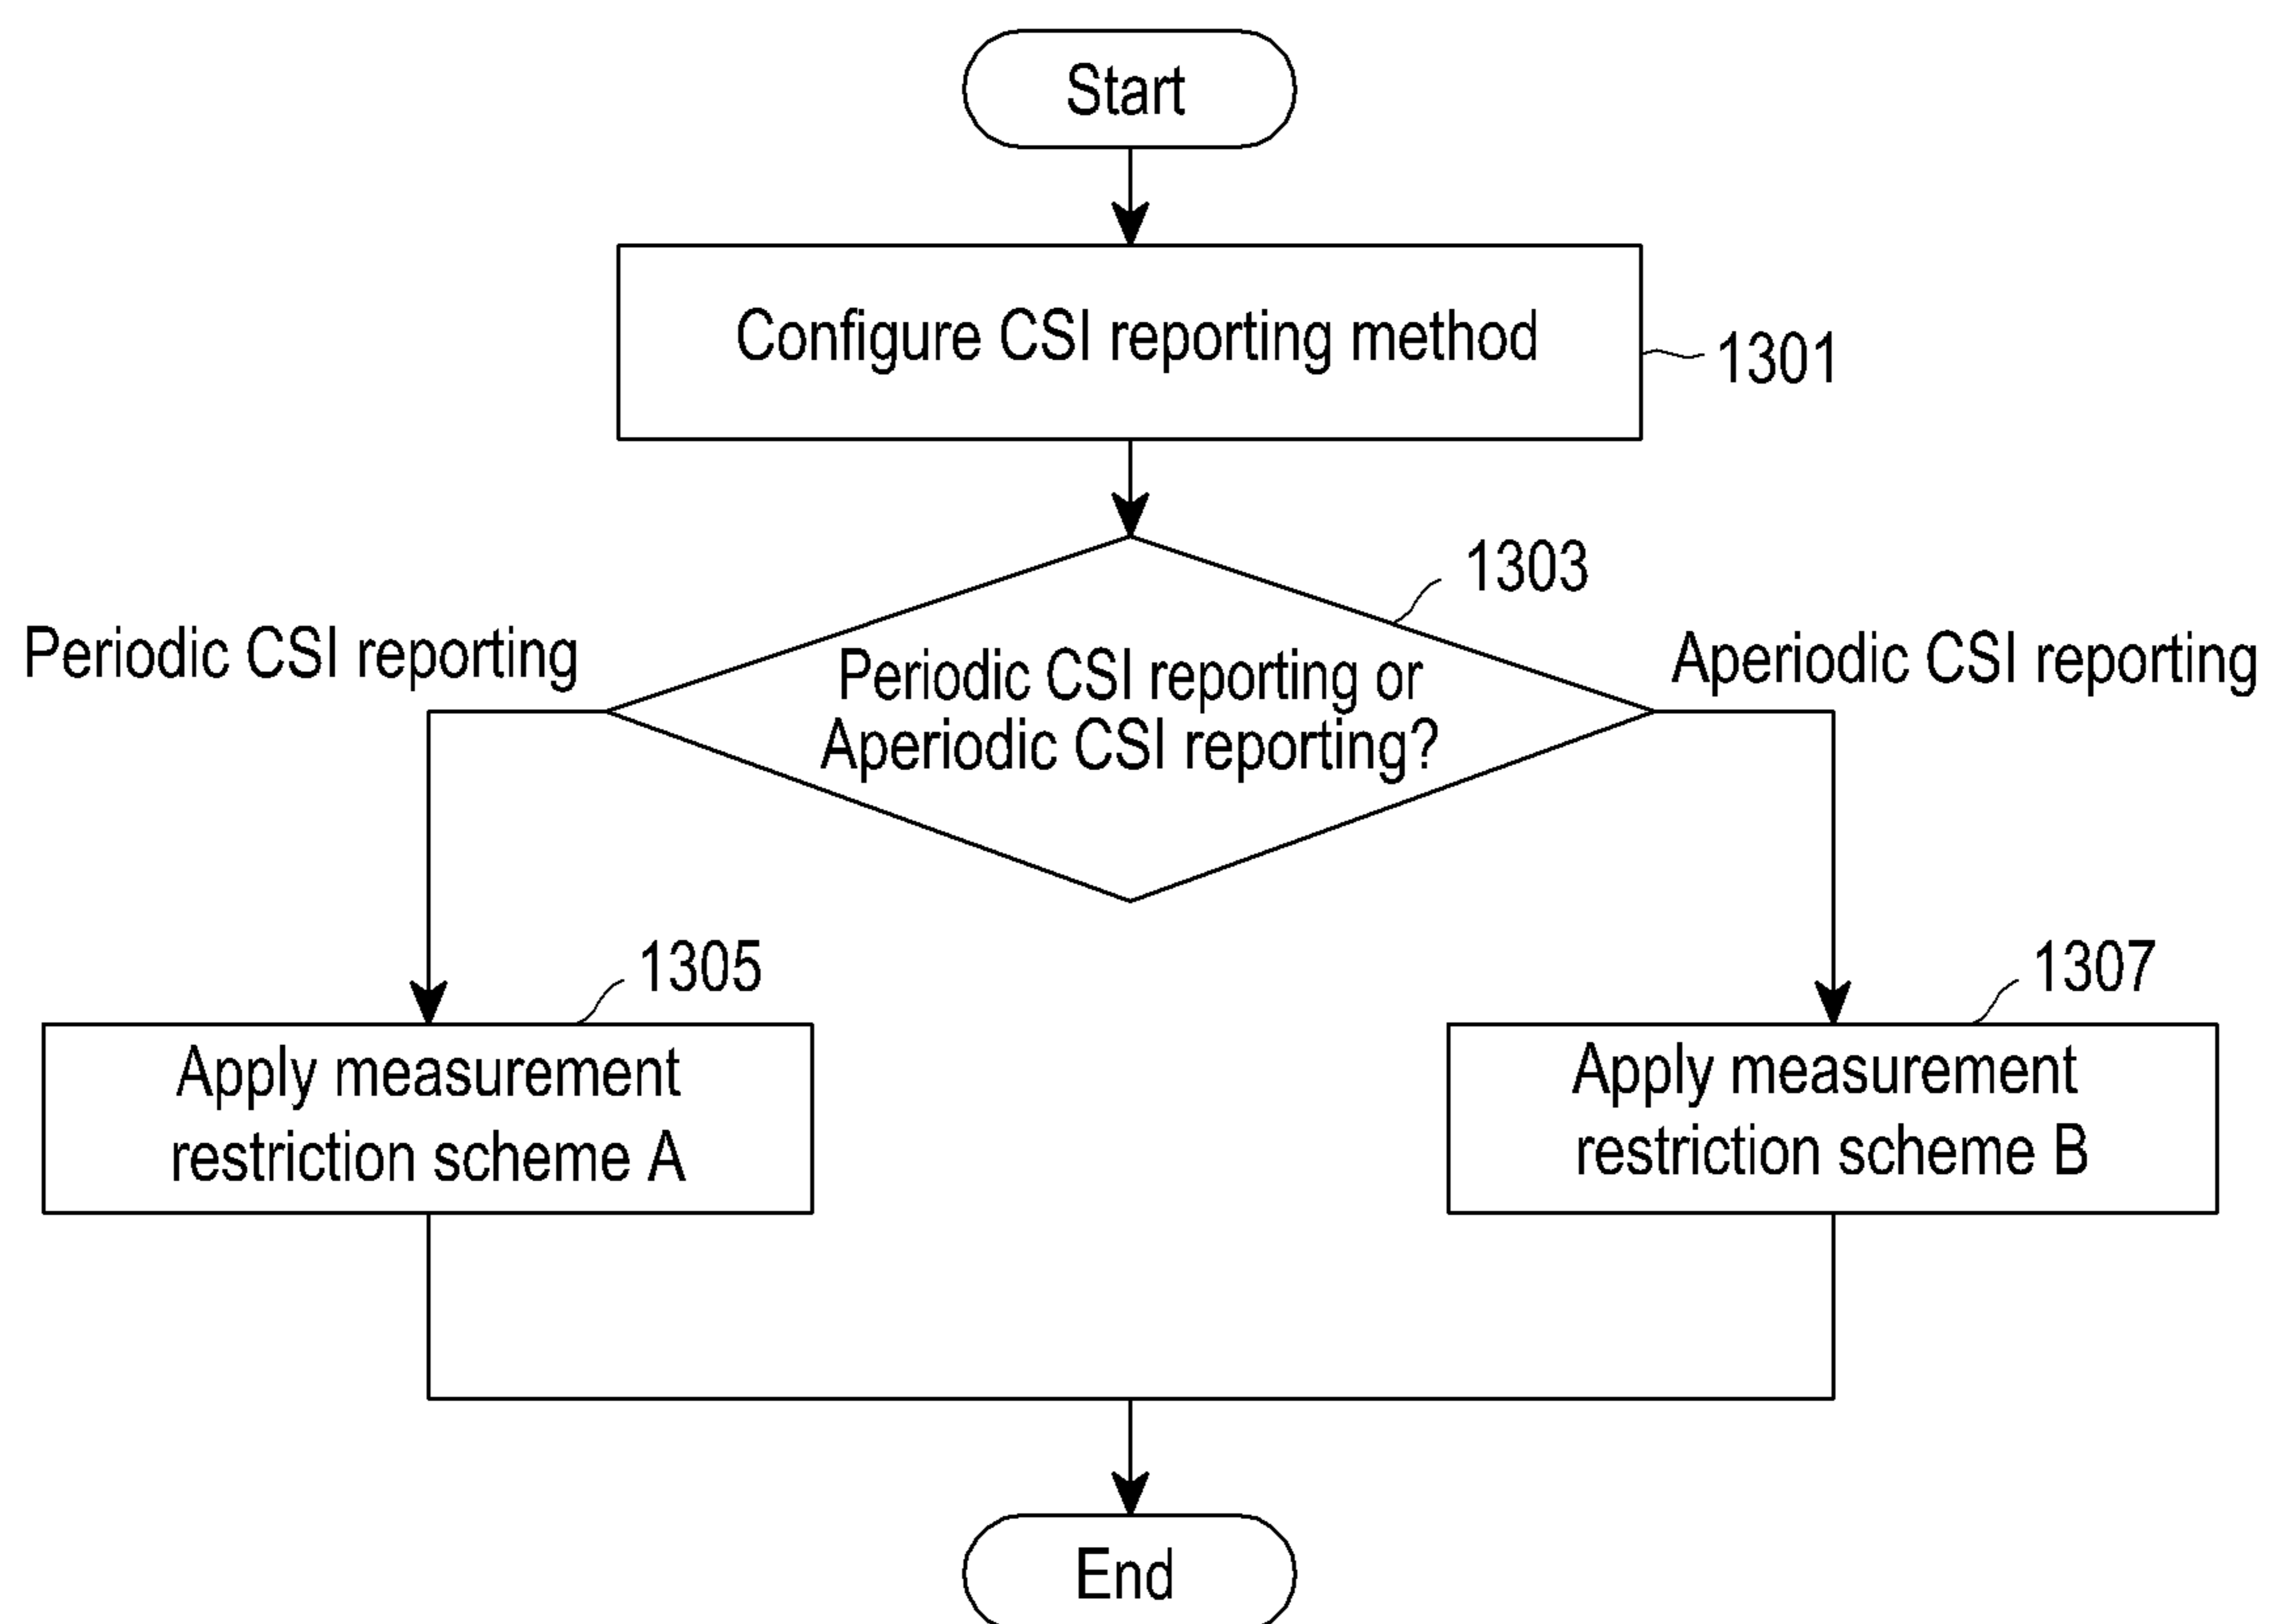 Start
Configure CSI reporting method
1301
1303
Periodic CSI reporting
Periodic CSI reporting or
Aperiodic CSI reporting?
Aperiodic CSI reporting
1305
1307
Apply measurement
restriction scheme A
Apply measurement
restriction scheme B
End